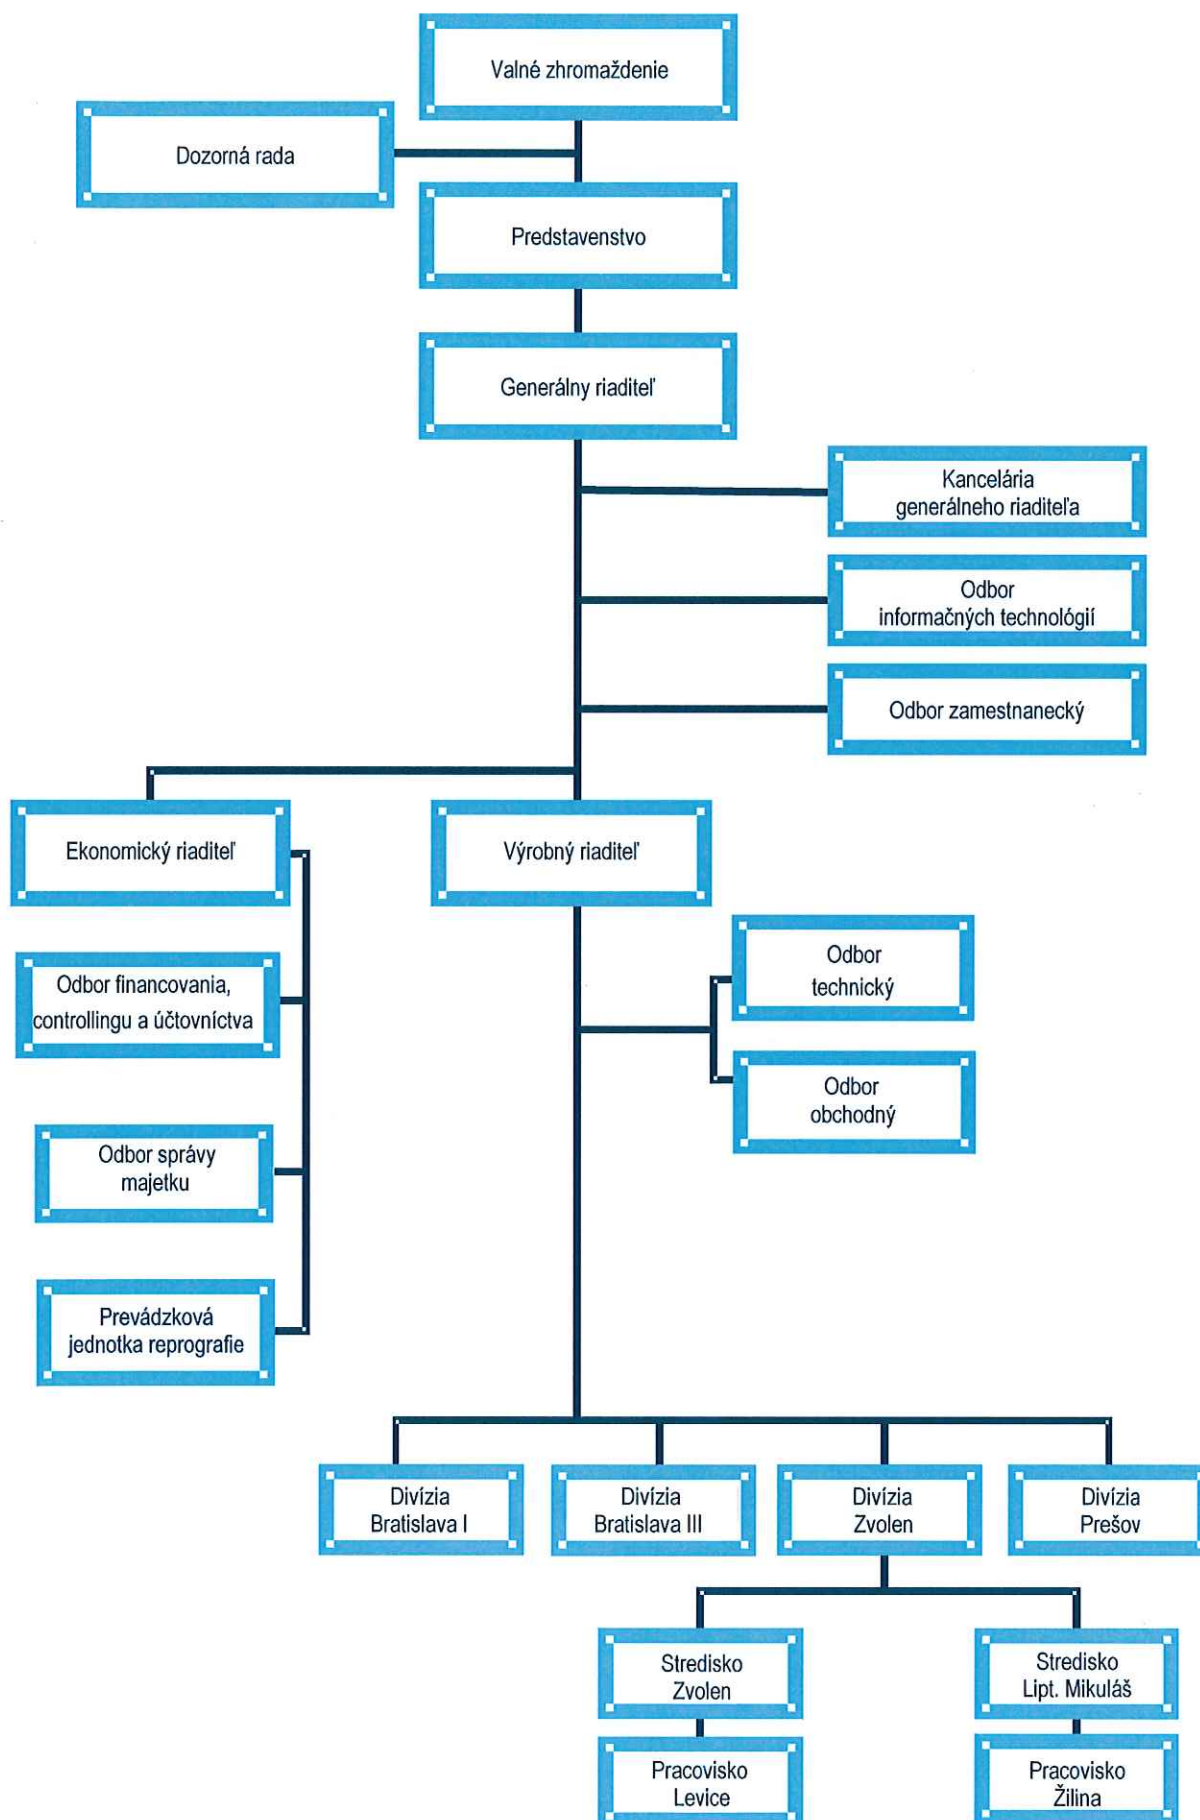 Valné zhromaždenie
Dozorná rada
Predstavenstvo
Generálny riaditeľ
Kancelária
generálneho riaditeľa
Odbor
informačných technológií
Odbor zamestnanecký
Ekonomický riaditeľ
Výrobný riaditeľ
Odbor
technický
Odbor financovania,
controllingu a účtovníctva
Odbor
obchodný
Odbor správy
majetku
Prevádzková
jednotka reprografie
Divízia
Bratislava I
Divízia
Bratislava III
Divízia
Zvolen
Divízia
Prešov
Stredisko
Zvolen
Stredisko
Lipt. Mikuláš
Pracovisko
Levice
Pracovisko
Žilina